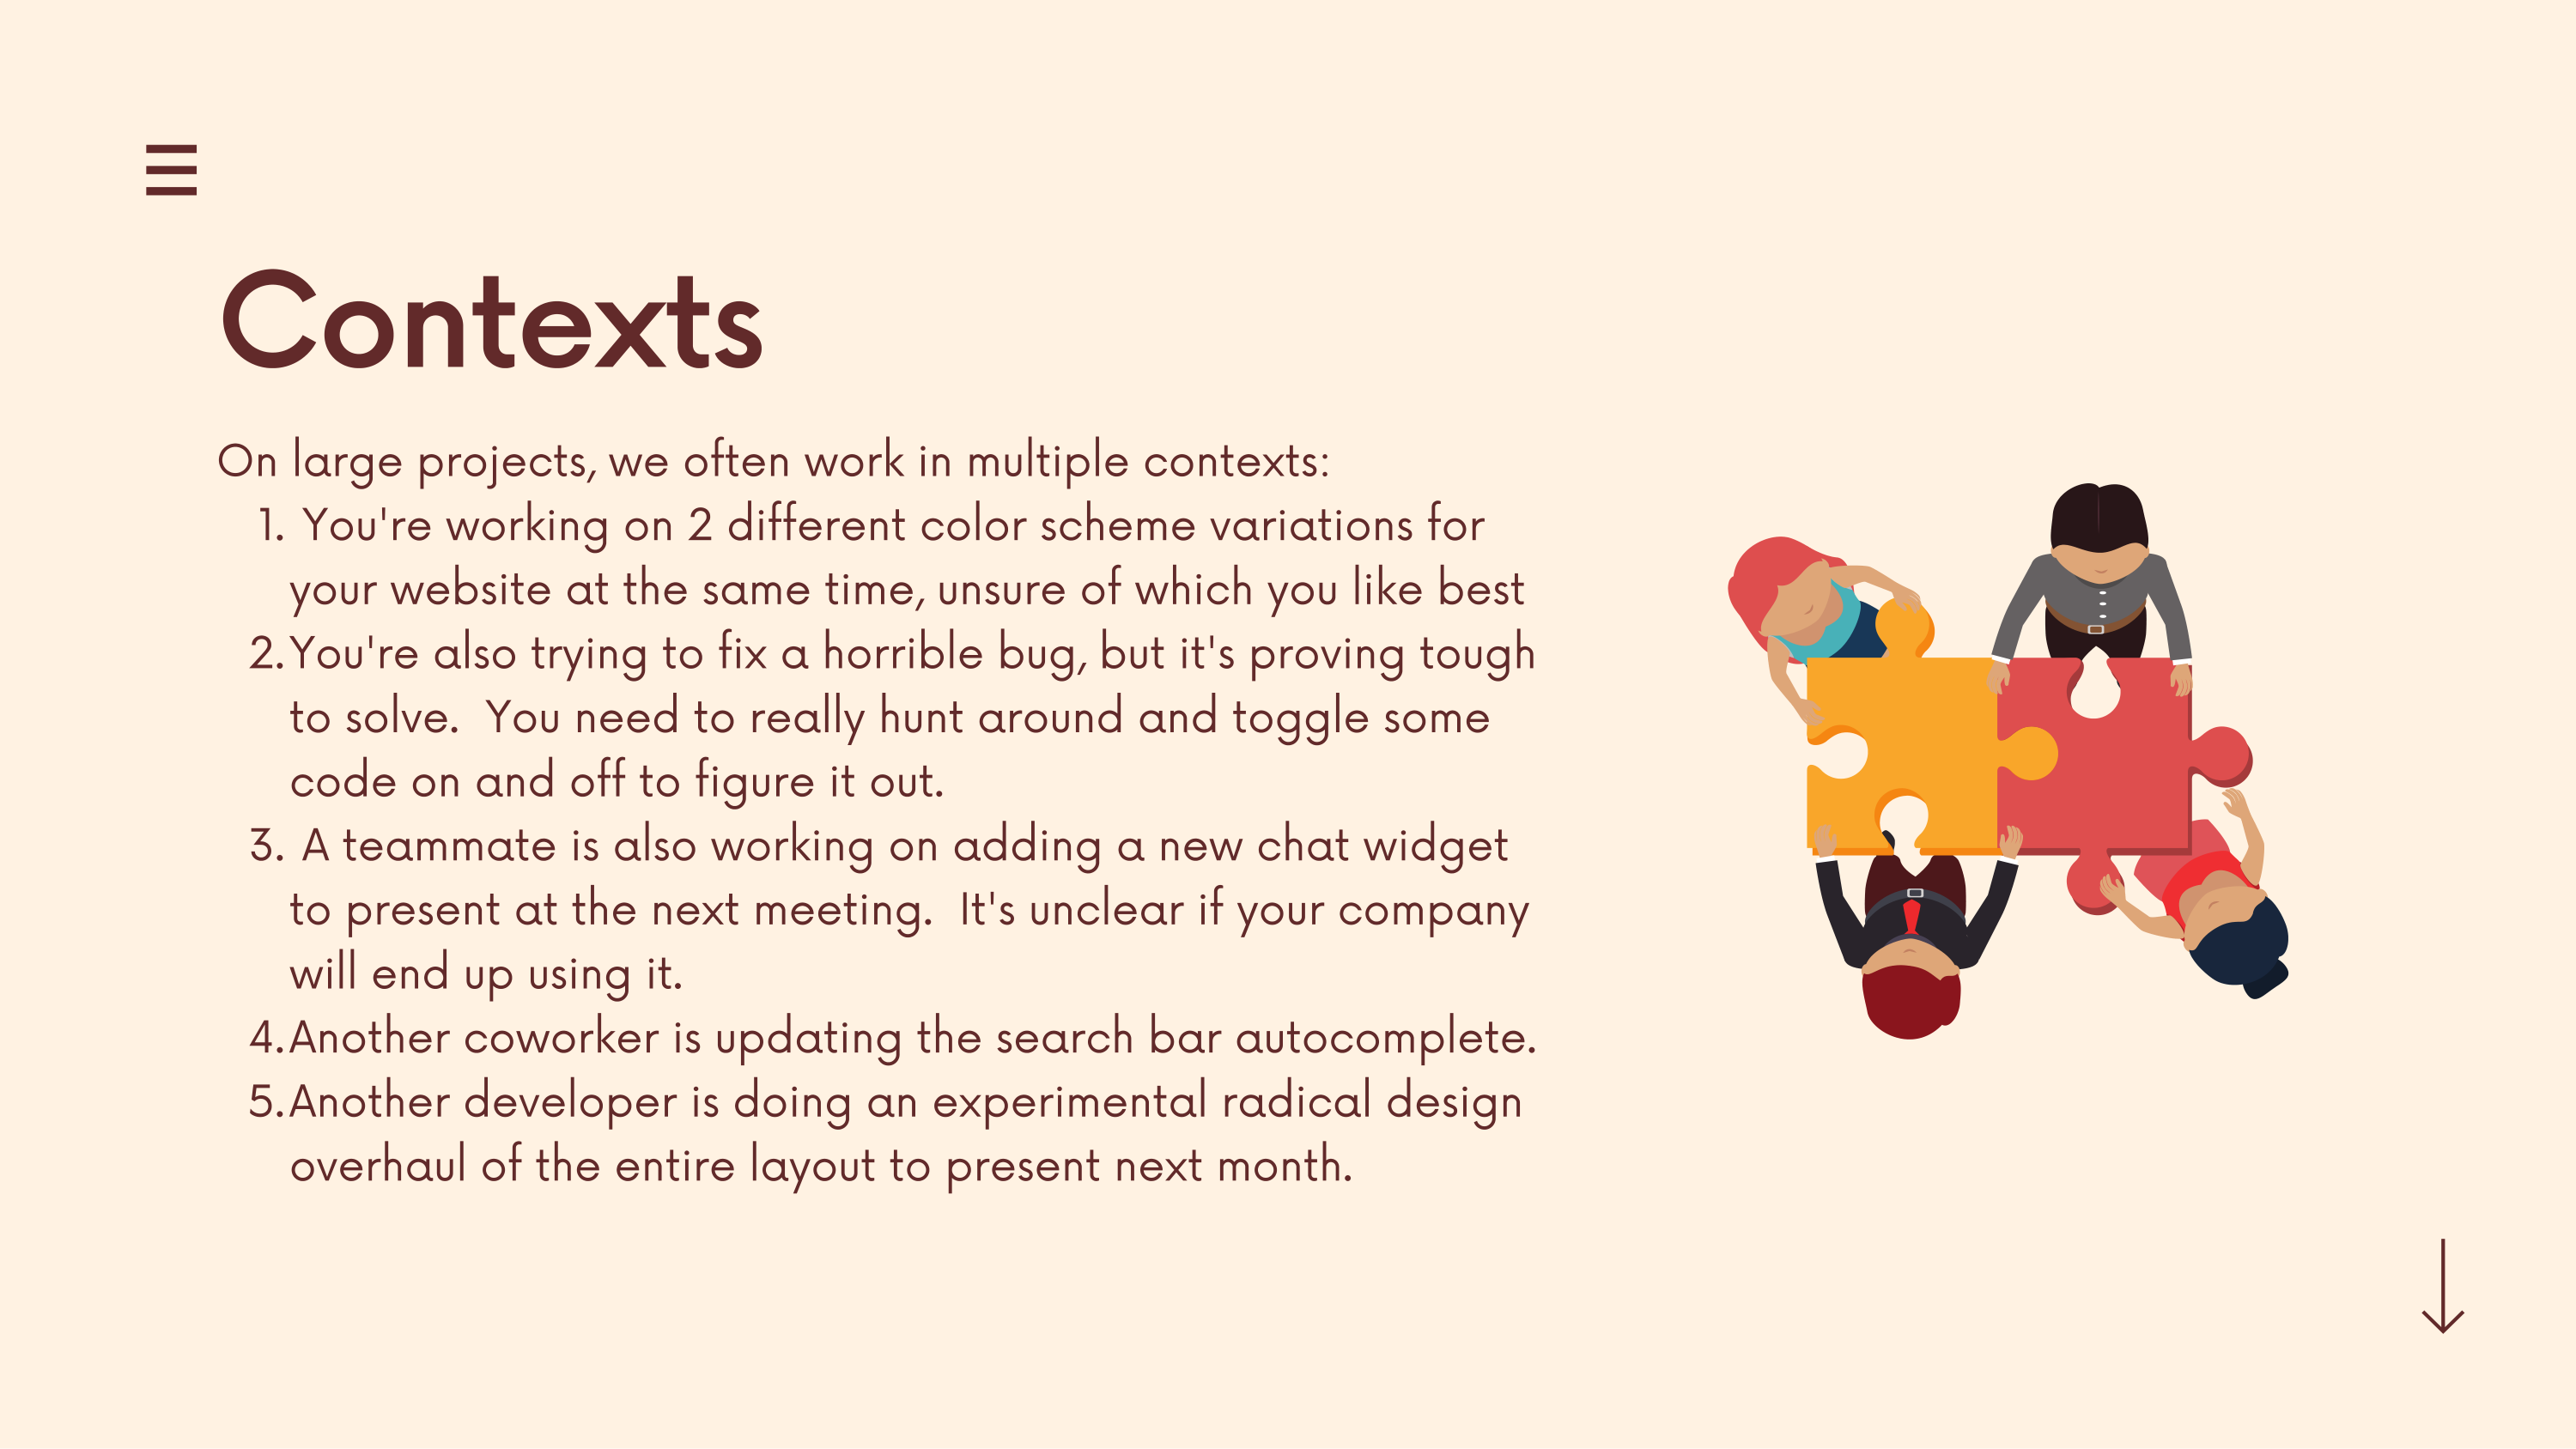 Contexts
On large projects, we often work in multiple contexts:
1. You're working on 2 different color scheme variations for
your website at the same time, unsure of which you like best
2. You're also trying to fix a horrible bug, but it's proving tough
to solve.  You need to really hunt around and toggle some
code on and off to figure it out.
3. A teammate is also working on adding a new chat widget
to present at the next meeting.  It's unclear if your company
will end up using it.
4. Another coworker is updating the search bar autocomplete.
5. Another developer is doing an experimental radical design
overhaul of the entire layout to present next month.